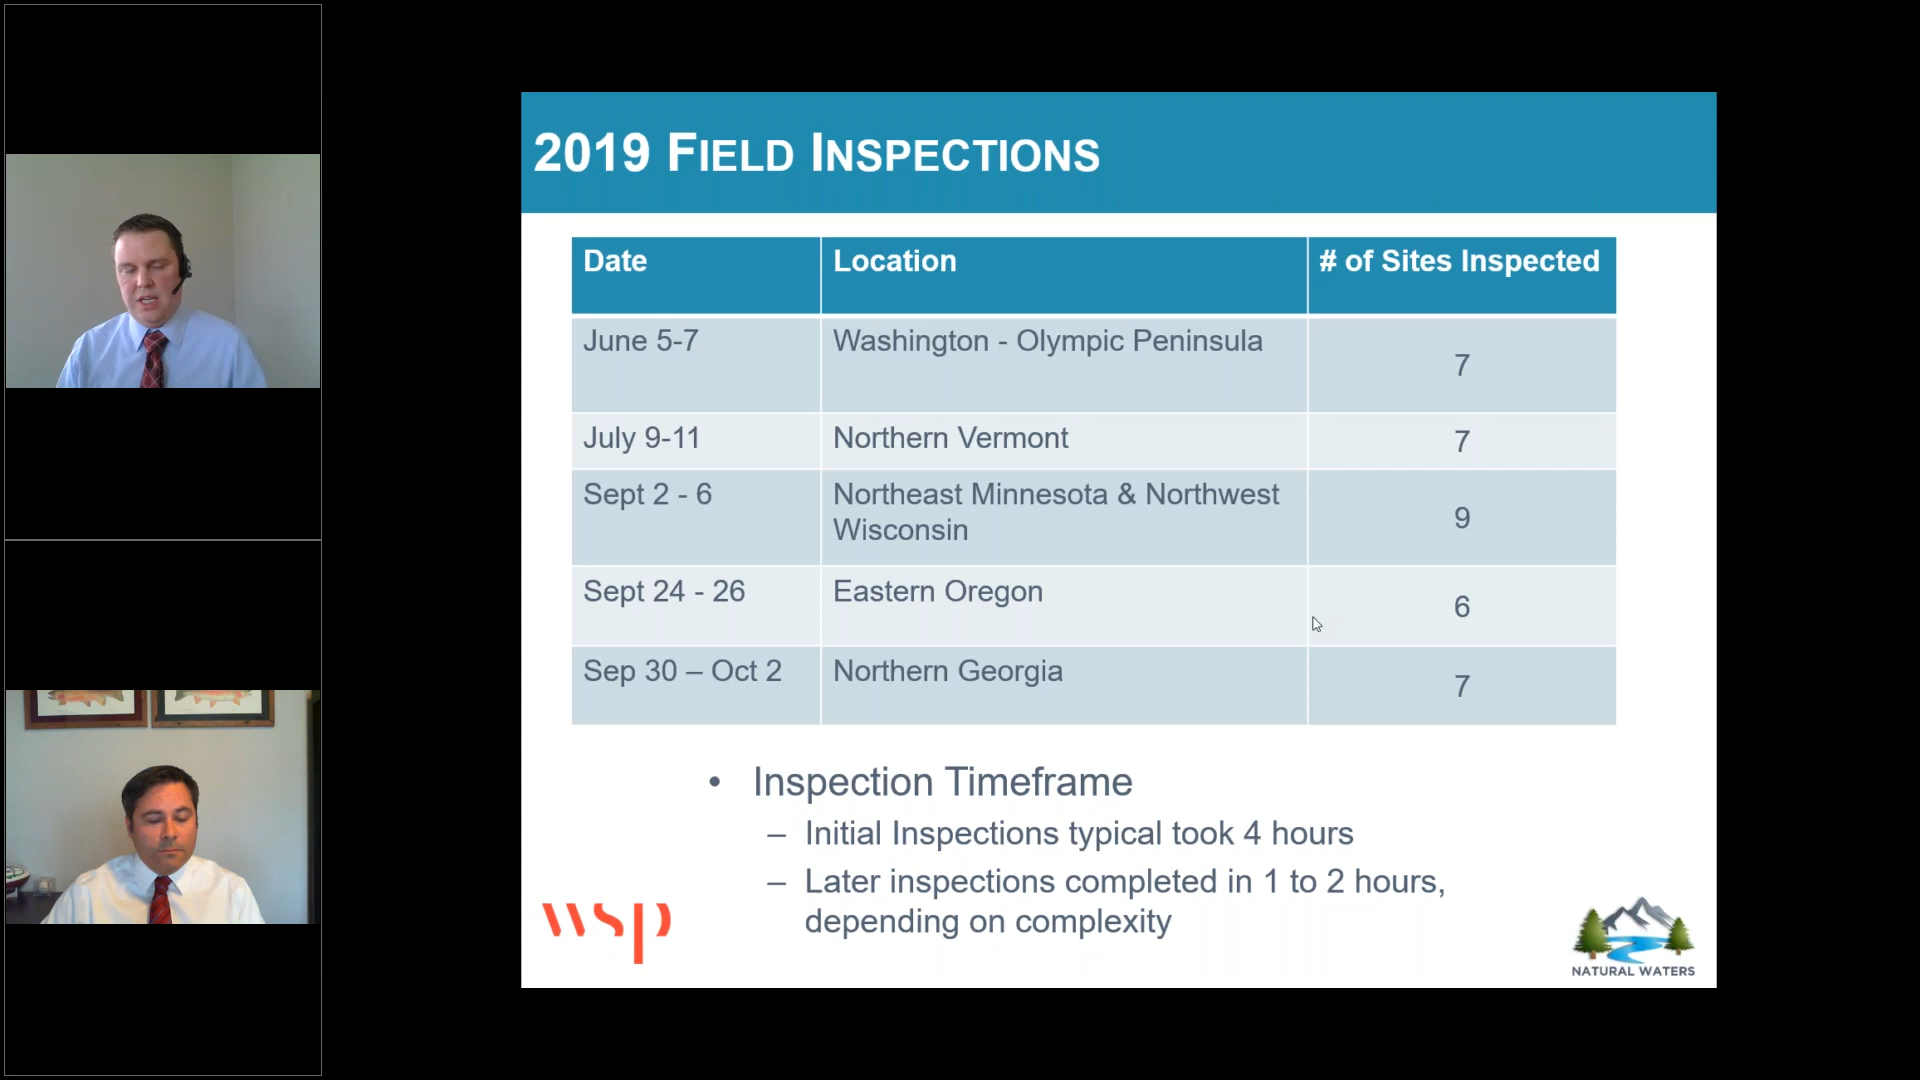 2019 FIELD INSPECTIONS
Date Location # of Sites Inspected
June 5-7 Washington - Olympic Peninsula 7
July 9-11 Northern Vermont 7
Sept 2 - 6 Northeast Minnesota & Northwest
Wisconsin 9
Sept 24 - 26 Eastern Oregon 6
Sep 30 – Oct 2 Northern Georgia 7
• Inspection Timeframe
– Initial Inspections typical took 4 hours
– Later inspections completed in 1 to 2 hours,
depending on complexity
wsp
NATURAL WATERS